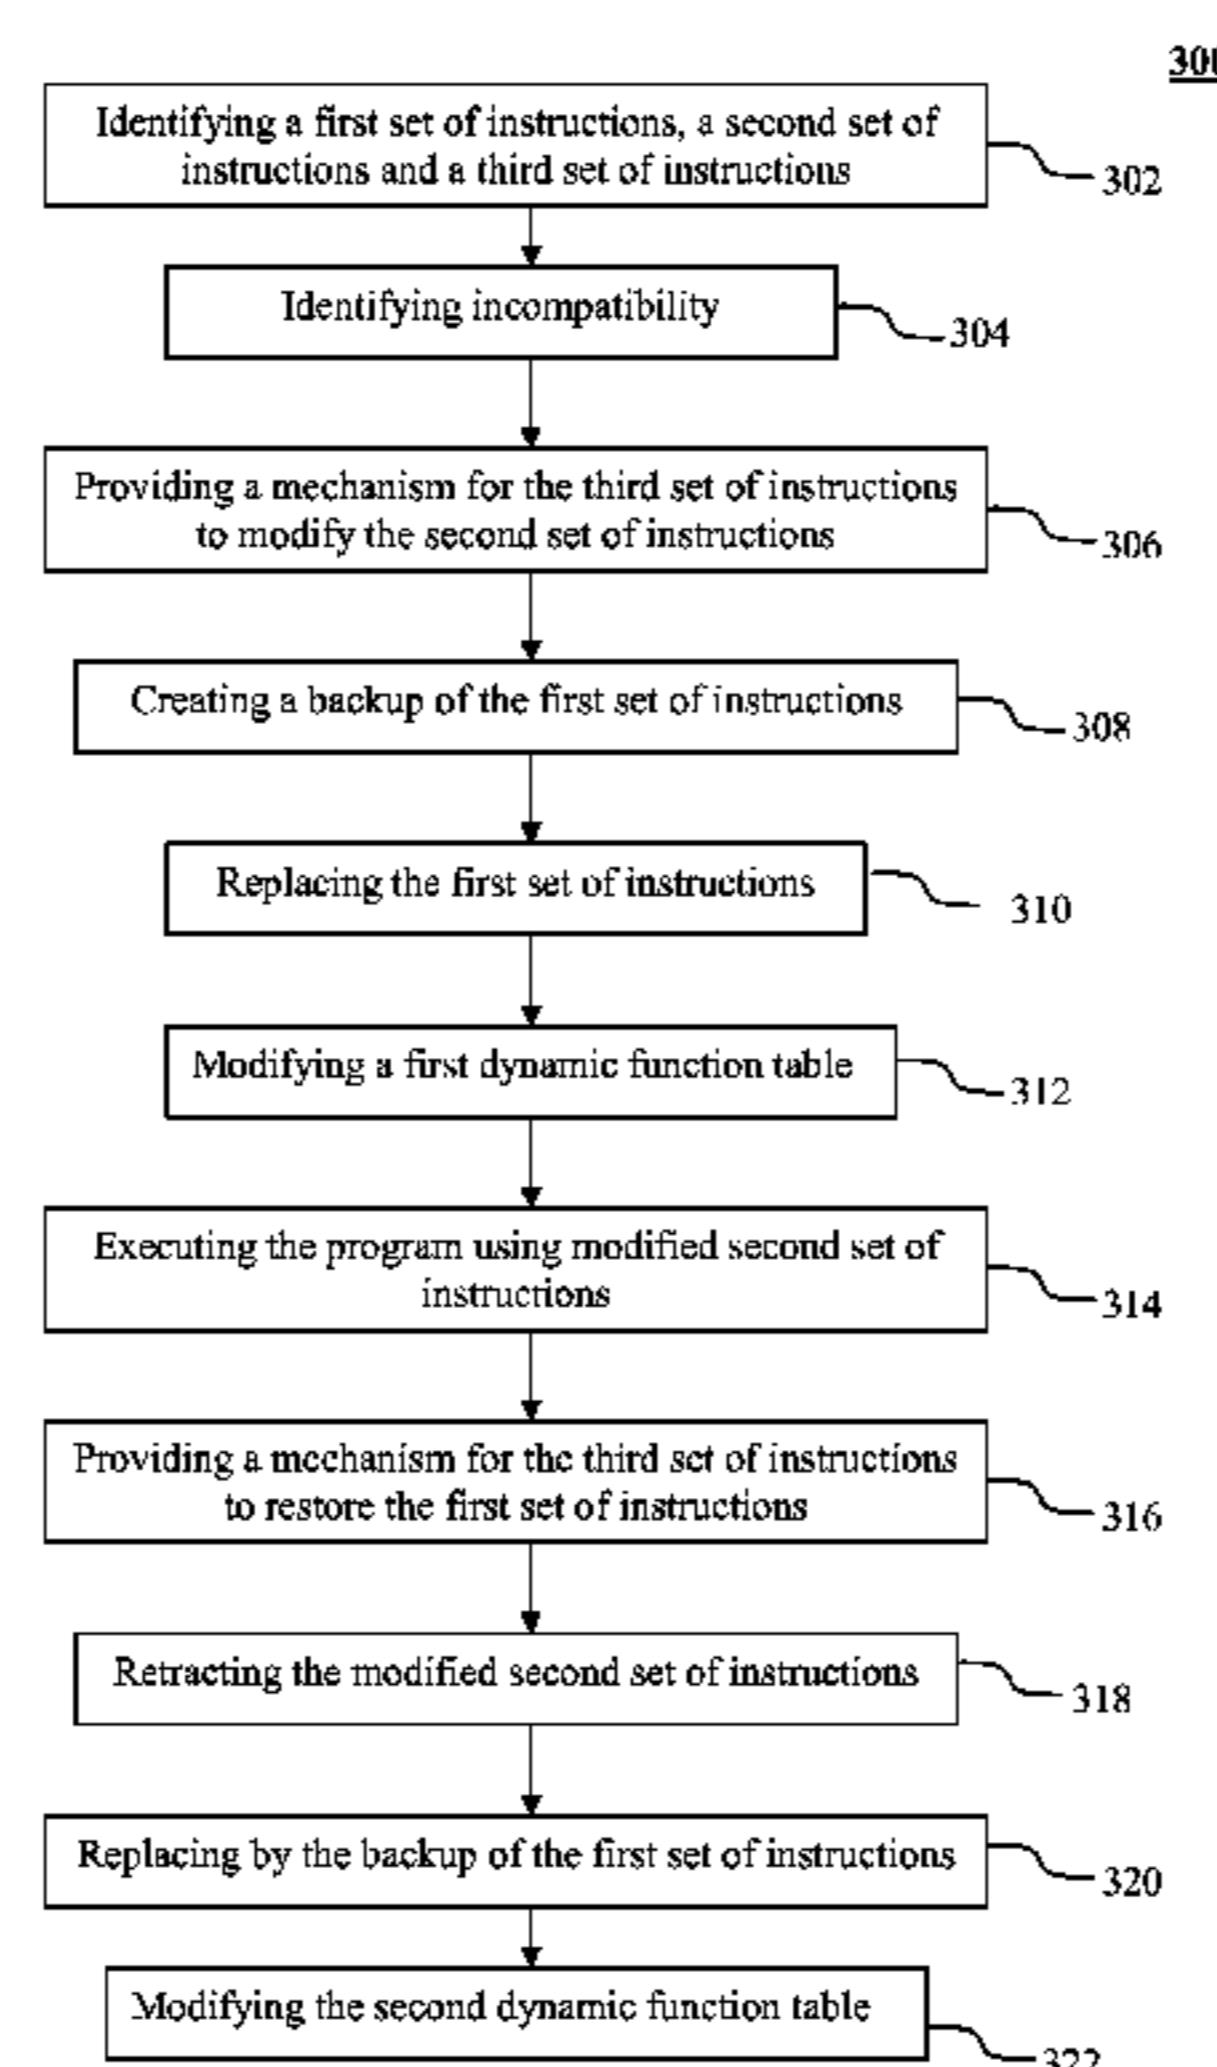 300
Identifying a first set of instructions, a second set of
instructions and a third set of instructions
302
Identifying incompatibility
304
Providing a mechanism for the third set of instructions
to modify the second set of instructions
306
Creating a backup of the first set of instructions
308
Replacing the first set of instructions
310
Modifying a first dynamic function table
312
Executing the program using modified second set of
instructions
314
Providing a mechanism for the third set of instructions
to restore the first set of instructions
316
Retracting the modified second set of instructions
318
Replacing by the backup of the first set of instructions
320
Modifying the second dynamic function table
322